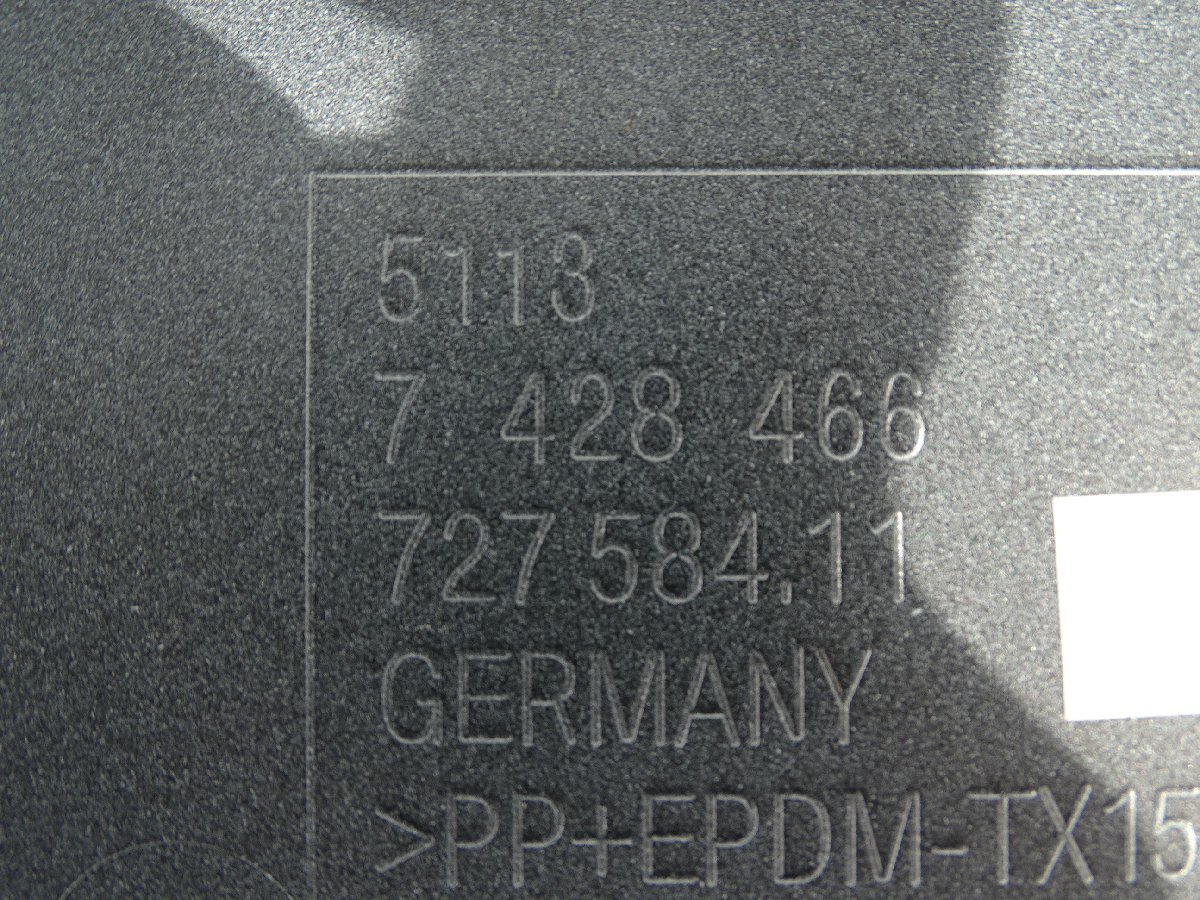 5113
7 428 466
727 584.11
GERMANY
>PP+EPDM-TX15